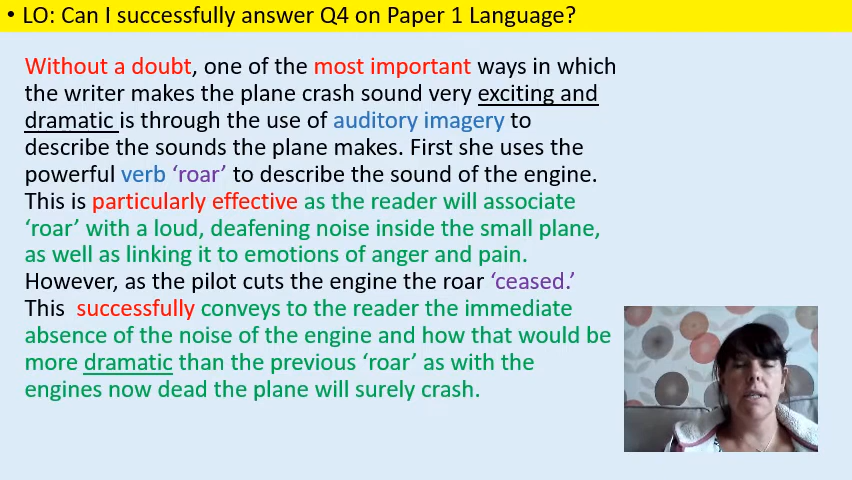 • LO: Can I successfully answer Q4 on Paper 1 Language?
Without a doubt, one of the most important ways in which
the writer makes the plane crash sound very exciting and
dramatic is through the use of auditory imagery to
describe the sounds the plane makes. First she uses the
powerful verb ‘roar’ to describe the sound of the engine.
This is particularly effective as the reader will associate
‘roar’ with a loud, deafening noise inside the small plane,
as well as linking it to emotions of anger and pain.
However, as the pilot cuts the engine the roar ‘ceased.’
This successfully conveys to the reader the immediate
absence of the noise of the engine and how that would be
more dramatic than the previous ‘roar’ as with the
engines now dead the plane will surely crash.